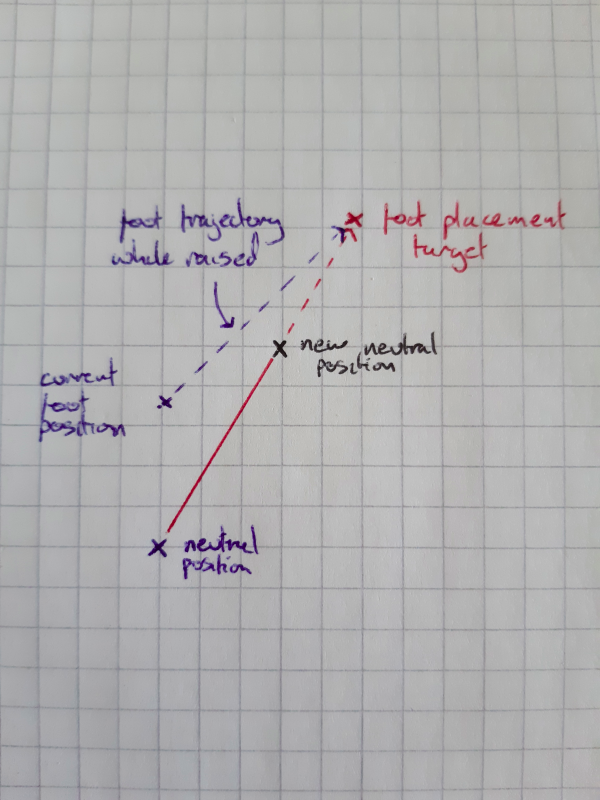 foot trajectory
while raised
foot placement
target
new neutral
position
current
foot
position
neutral
position